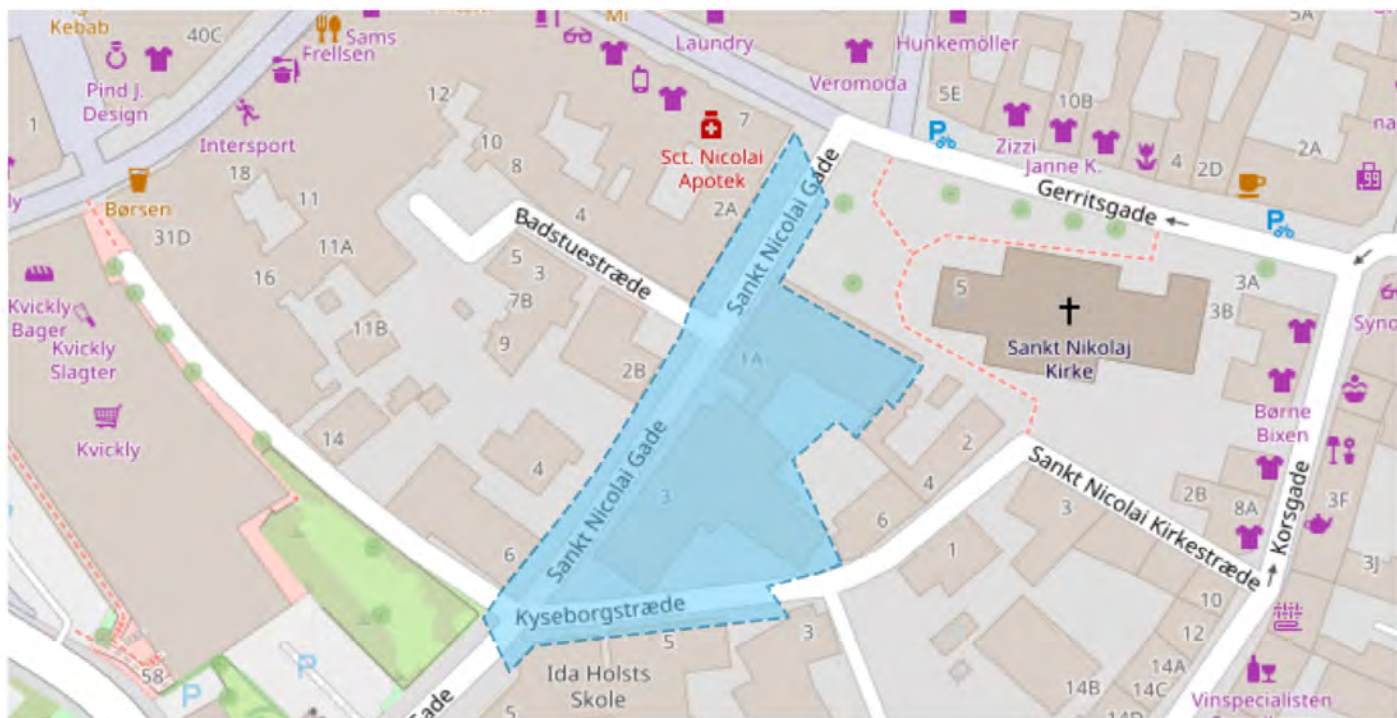 Kebab
40C
Sams
Frellsen
Mi
Laundry
Hunkemöller
5A
Pind J.
Design
Veromoda
1
Intersport
12
10
8
7
5E
10B
Zizzi
Janne K.
4
2D
2A
Sct. Nicolai
Apotek
18
11
Børsen
31D
11A
16
4
2A
Badstuestræde
5
3
7B
Sankt Nicolai Gade
Gerritsgade
5
3A
3B
Sankt Nikolaj
Kirke
Kvickly
Bager
Kvickly
Slagter
11B
9
2B
1A
Kvickly
14
4
Sankt Nicolai Gade
3
2
4
6
Sankt Nicolai Kirkestræde
3
2B
8A
Børne
Bixen
3F
Korsgade
3J
6
1
Kyseborgstræde
5
3
10
12
14A
14C
14B
14D
58
P
P
Ida Holsts
Skole
5
Gade
Vinspecialisten
P
P